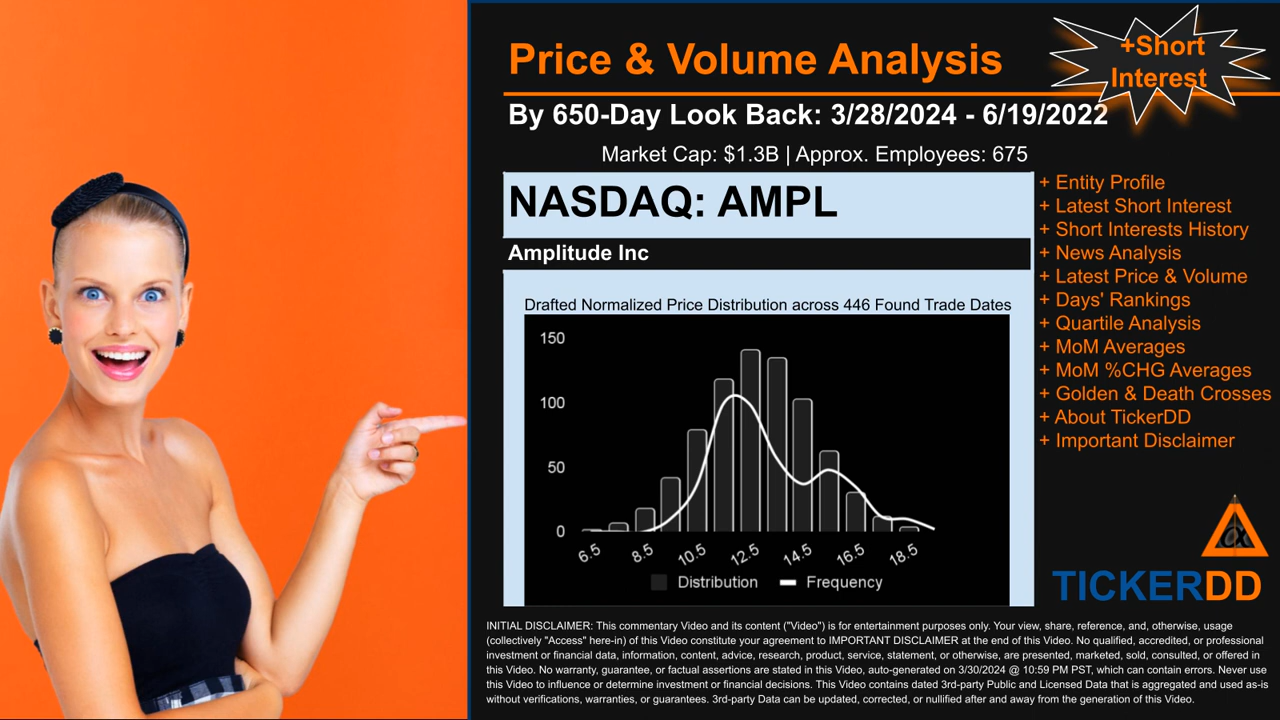 Price & Volume Analysis
+Short
Interest
By 650-Day Look Back: 3/28/2024 - 6/19/2022
Market Cap: $1.3B | Approx. Employees: 675
NASDAQ: AMPL
Amplitude Inc
Drafted Normalized Price Distribution across 446 Found Trade Dates
150
100
50
0
6.5 8.5 10.5 12.5 14.5 16.5 18.5
Distribution Frequency
+ Entity Profile
+ Latest Short Interest
+ Short Interests History
+ News Analysis
+ Latest Price & Volume
+ Days' Rankings
+ Quartile Analysis
+ MoM Averages
+ MoM %CHG Averages
+ Golden & Death Crosses
+ About TickerDD
+ Important Disclaimer
TICKERDD
INITIAL DISCLAIMER: This commentary Video and its content ("Video") is for entertainment purposes only. Your view, share, reference, and, otherwise, usage
(collectively "Access" here-in) of this Video constitute your agreement to IMPORTANT DISCLAIMER at the end of this Video. No qualified, accredited, or professional
investment or financial data, information, content, advice, research, product, service, statement, or otherwise, are presented, marketed, sold, consulted, or offered in
this Video. No warranty, guarantee, or factual assertions are stated in this Video, auto-generated on 3/30/2024 @ 10:59 PM PST, which can contain errors. Never use
this Video to influence or determine investment or financial decisions. This Video contains dated 3rd-party Public and Licensed Data that is aggregated and used as-is
without verifications, warranties, or guarantees. 3rd-party Data can be updated, corrected, or nullified after and away from the generation of this Video.